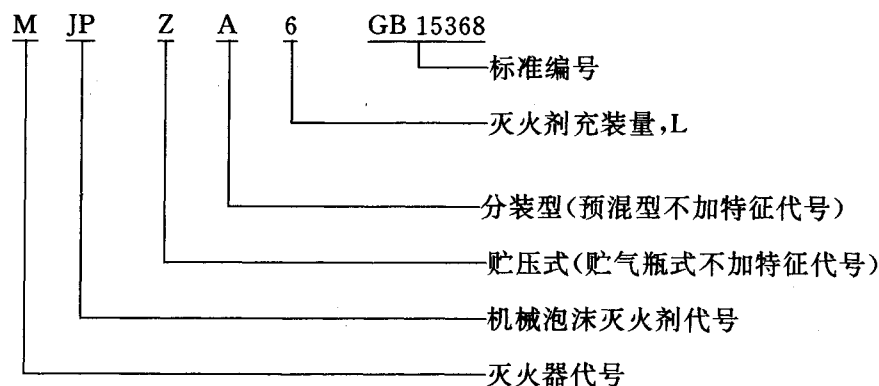 M JP Z A 6 GB 15368
标准编号
灭火剂充装量,L
分装型(预混型不加特征代号)
贮压式(贮气瓶式不加特征代号)
机械泡沫灭火剂代号
灭火器代号